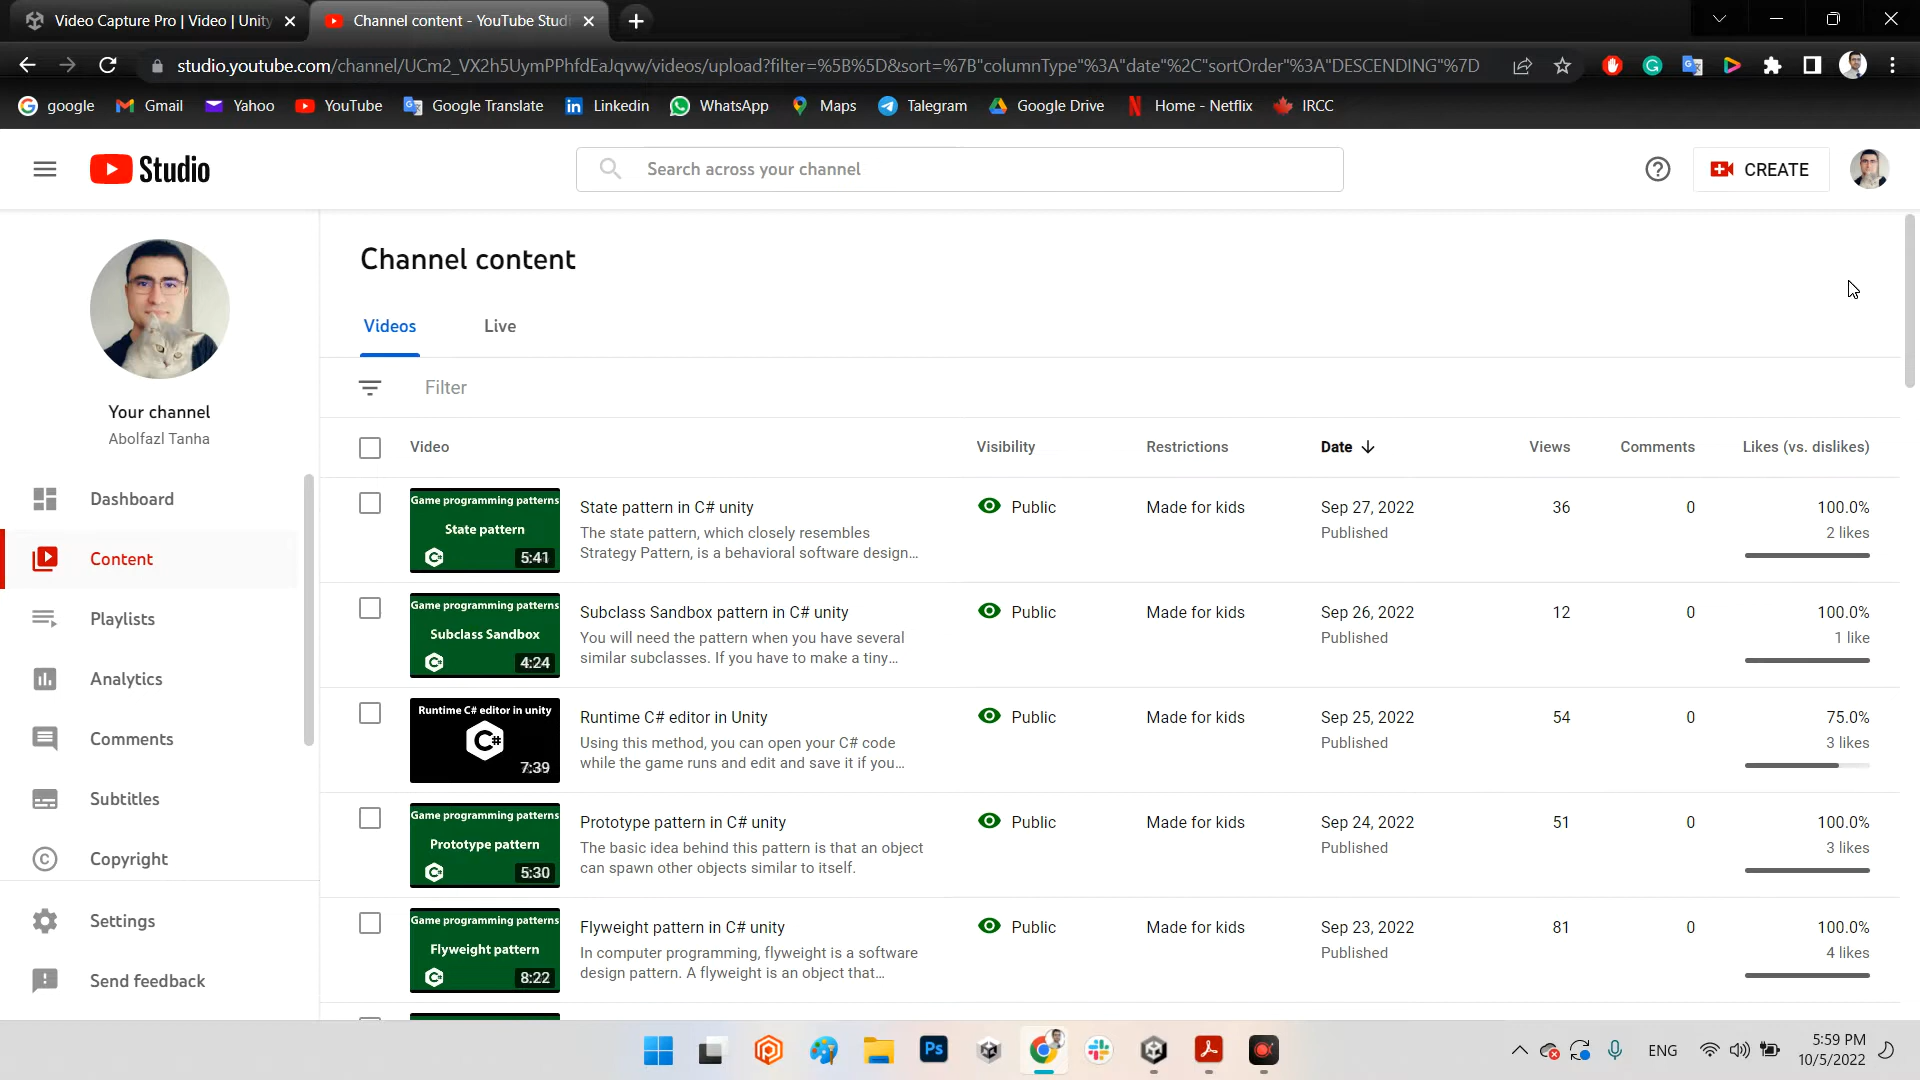 Video Capture Pro | Video | Unity
Channel content - YouTube Studi
studio.youtube.com/channel/UCm2_VX2h5UymPPhfdEaJqvw/videos/upload?filter=%5B%5D&sort=%7B"columnType"%3A"date"%2C"sortOrder"%3A"DESCENDING"%7D
google Gmail Yahoo YouTube Google Translate Linkedin WhatsApp Maps Talegram Google Drive Home - Netflix IRCC
Studio
Search across your channel
CREATE
Your channel
Abolfazl Tanha
Dashboard
Content
Playlists
Analytics
Comments
Subtitles
Copyright
Settings
Send feedback
Channel content
Videos Live
Filter
Video Visibility Restrictions Date Views Comments Likes (vs. dislikes)
Game programming patterns
State pattern
C#
5:41
State pattern in C# unity
The state pattern, which closely resembles
Strategy Pattern, is a behavioral software design...
Public Made for kids Sep 27, 2022 36 0 100.0%
Published 2 likes
Game programming patterns
Subclass Sandbox
C#
4:24
Subclass Sandbox pattern in C# unity
You will need the pattern when you have several
similar subclasses. If you have to make a tiny...
Public Made for kids Sep 26, 2022 12 0 100.0%
Published 1 like
Runtime C# editor in unity
C#
7:39
Runtime C# editor in Unity
Using this method, you can open your C# code
while the game runs and edit and save it if you...
Public Made for kids Sep 25, 2022 54 0 75.0%
Published 3 likes
Game programming patterns
Prototype pattern
C#
5:30
Prototype pattern in C# unity
The basic idea behind this pattern is that an object
can spawn other objects similar to itself.
Public Made for kids Sep 24, 2022 51 0 100.0%
Published 3 likes
Game programming patterns
Flyweight pattern
C#
8:22
Flyweight pattern in C# unity
In computer programming, flyweight is a software
design pattern. A flyweight is an object that...
Public Made for kids Sep 23, 2022 81 0 100.0%
Published 4 likes
Ps
ENG
5:59 PM
10/5/2022